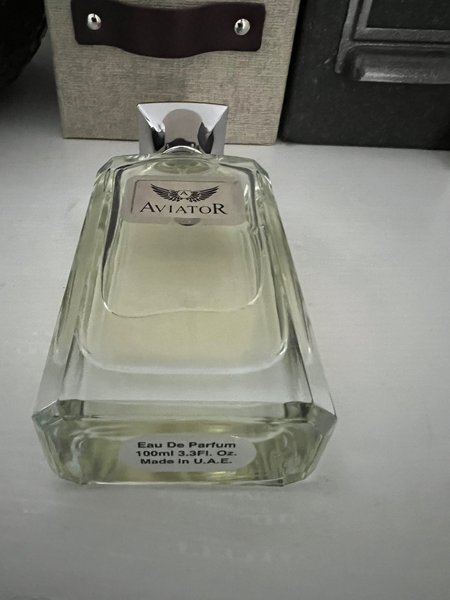 A
AVIATOR
Eau De Parfum
100ml 3.3Fl. Oz.
Made in U.A.E.